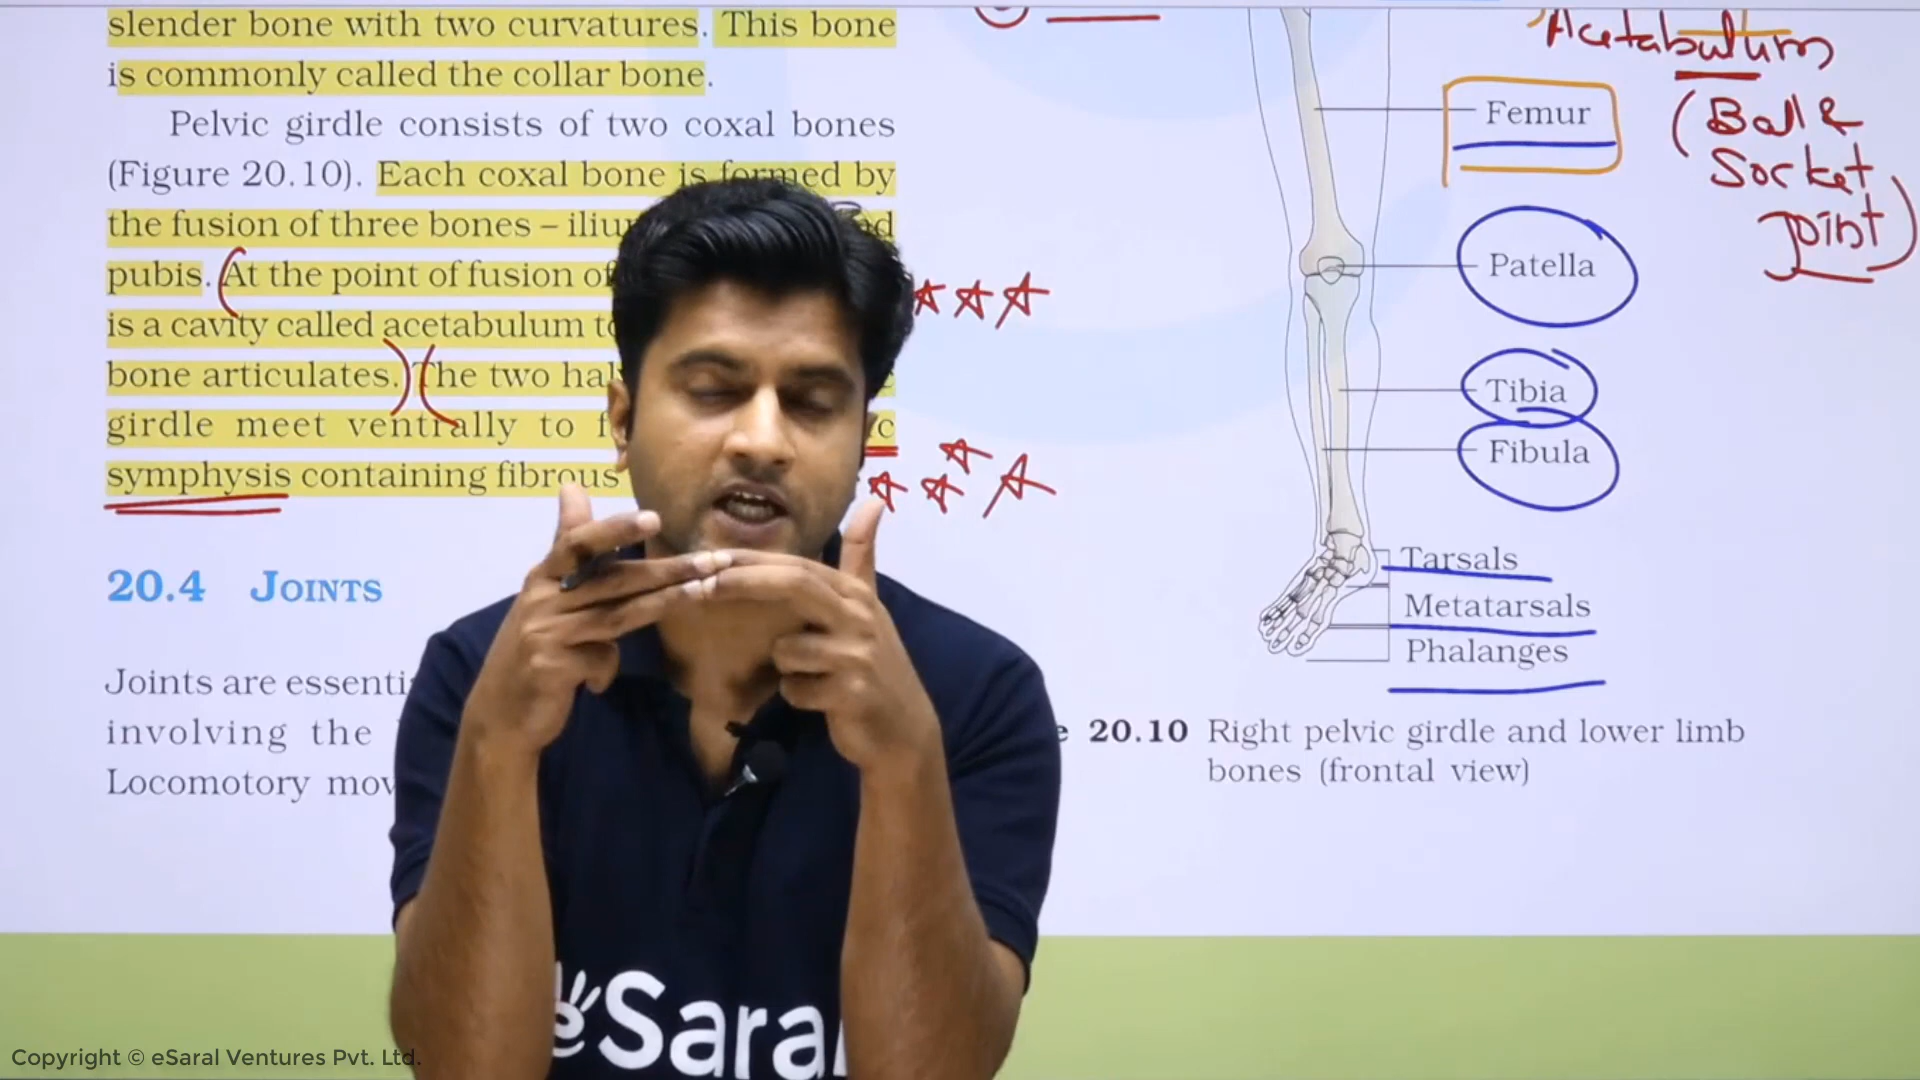 slender bone with two curvatures. This bone
is commonly called the collar bone.
Pelvic girdle consists of two coxal bones
(Figure 20.10). Each coxal bone is formed by
the fusion of three bones – ilium
pubis. At the point of fusion of
is a cavity called acetabulum to
bone articulates. The two
girdle meet ventrally to
symphysis containing fibrous
20.4 JOINTS
Joints are
involving the
Locomotory
Acetabulum
(Ball &
Socket
Joint)
Femur
Patella
Tibia
Fibula
Tarsals
Metatarsals
Phalanges
20.10 Right pelvic girdle and lower limb
bones (frontal view)
eSaral
Copyright © eSaral Ventures Pvt. Ltd.